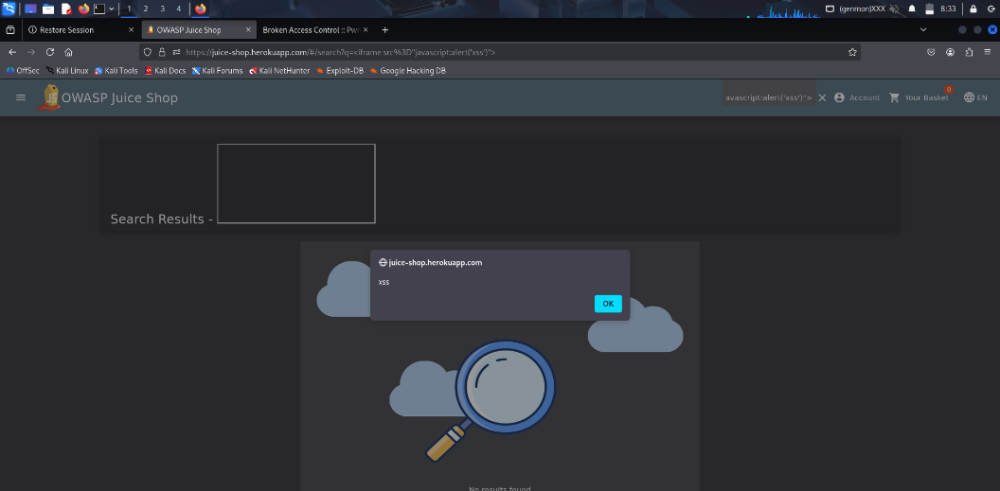 1 2 3 4 (genmon)XXX 8:33
Restore Session OWASP Juice Shop Broken Access Control :: Pw
https://juice-shop.herokuapp.com/#/search?q=<iframe src%3D"javascript:alert('xss')">
OffSec Kali Linux Kali Tools Kali Docs Kali Forums Kali NetHunter Exploit-DB Google Hacking DB
OWASP Juice Shop avascript:alert('xss')"> Account 0 Your Basket EN
Search Results -
juice-shop.herokuapp.com
xss
OK
No results found